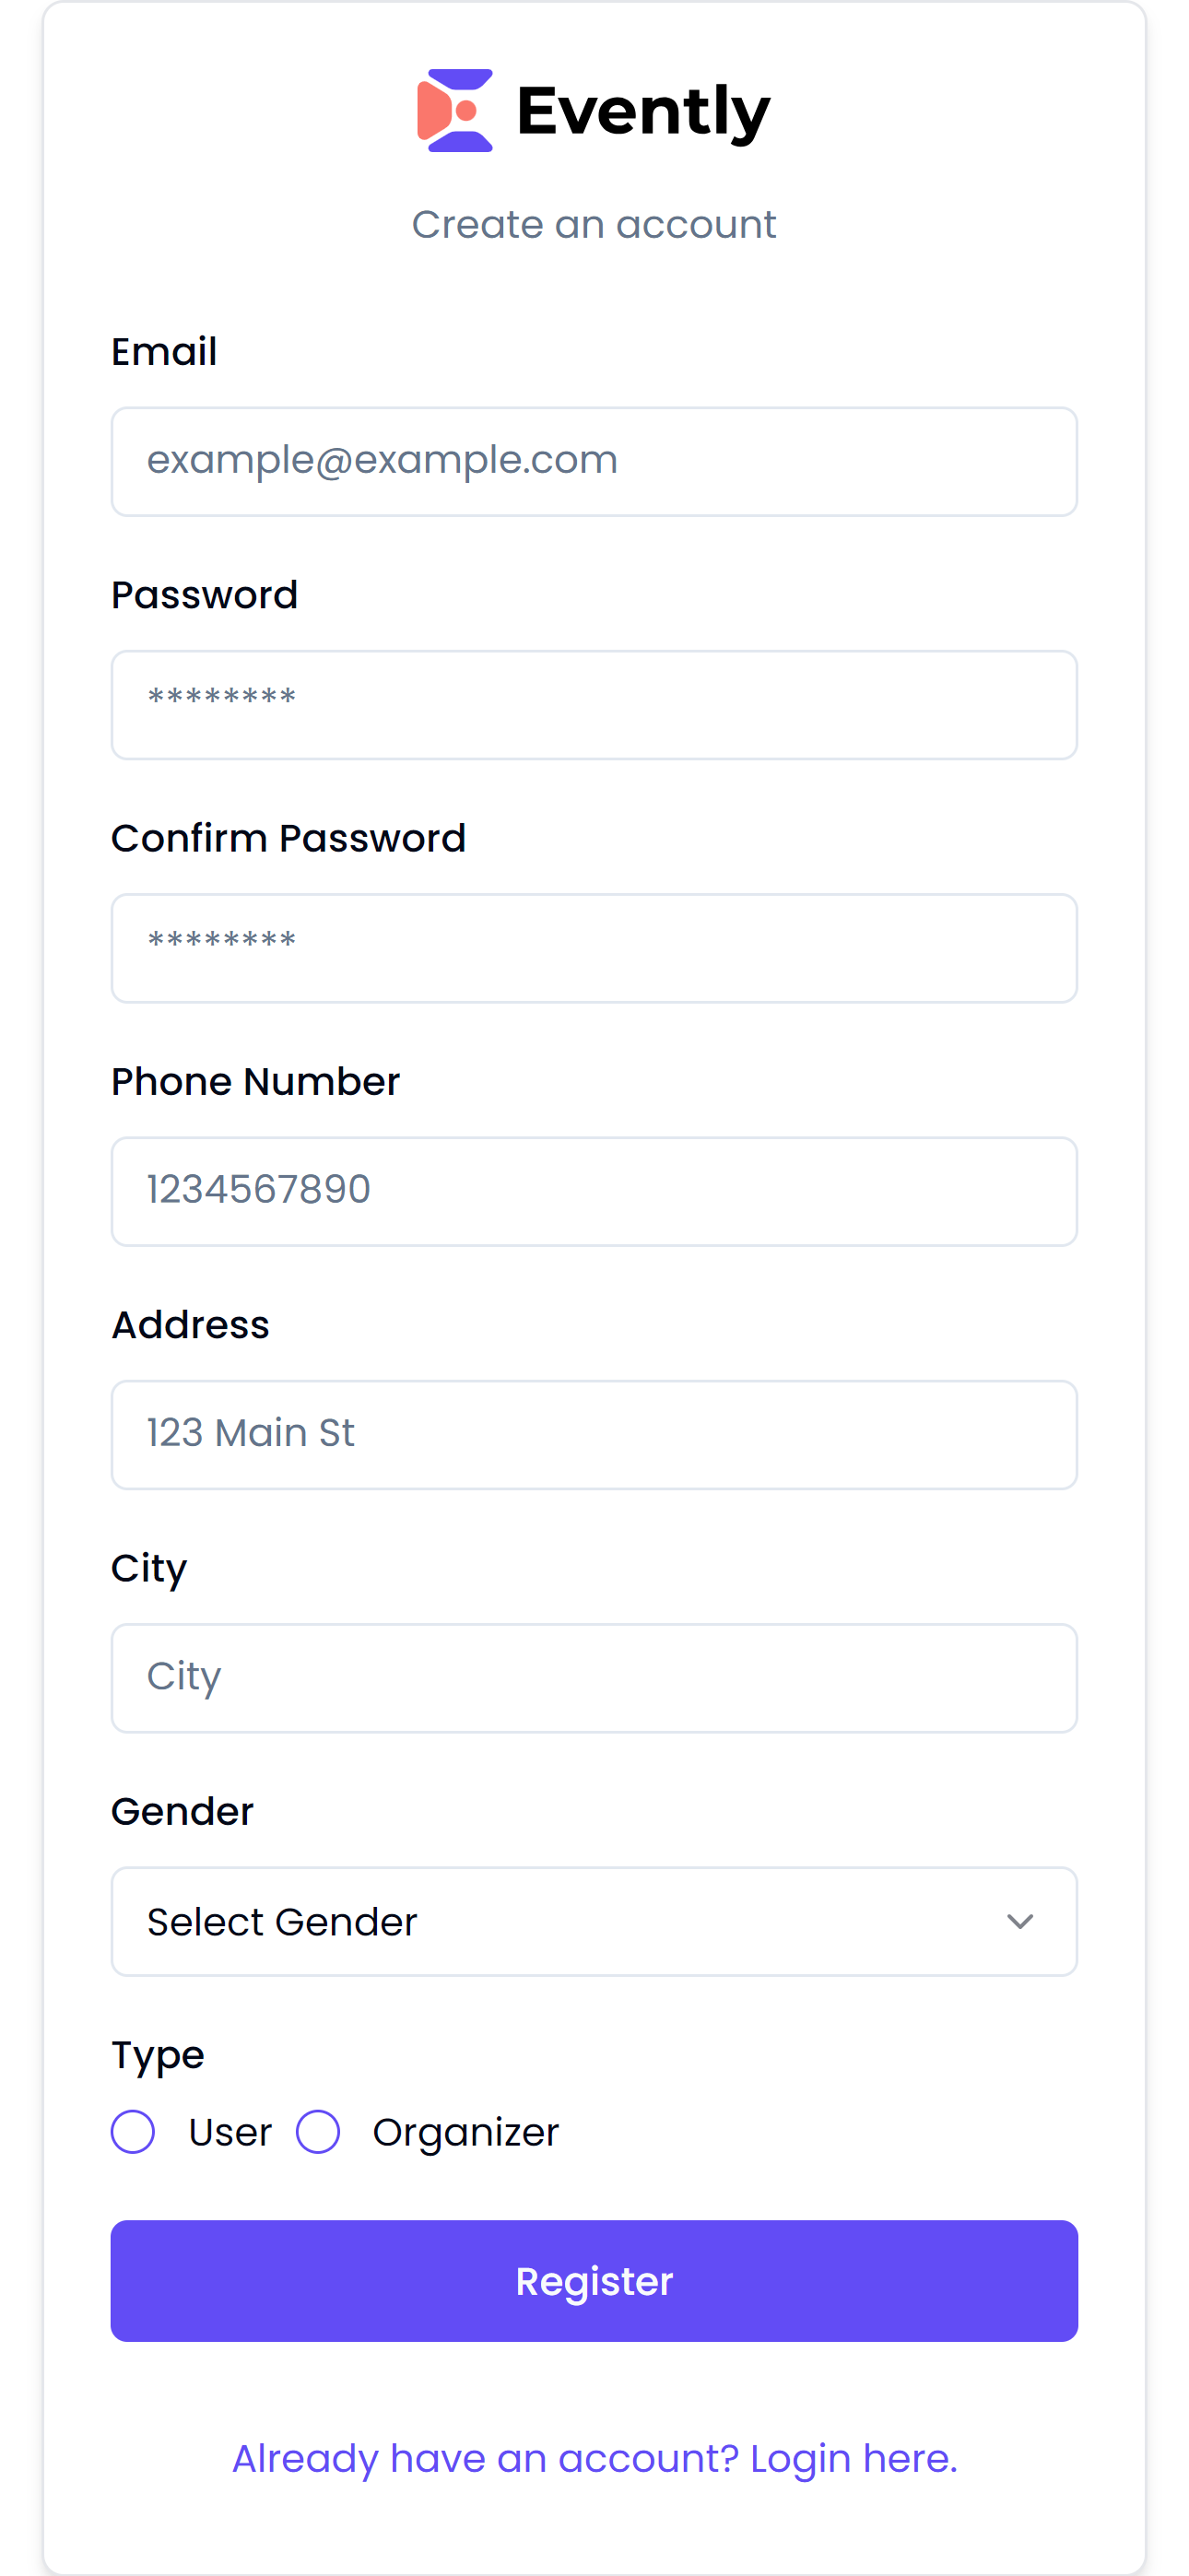 Evently
Create an account
Email
example@example.com
Password
********
Confirm Password
********
Phone Number
1234567890
Address
123 Main St
City
City
Gender
Select Gender
Type
User Organizer
Register
Already have an account? Login here.